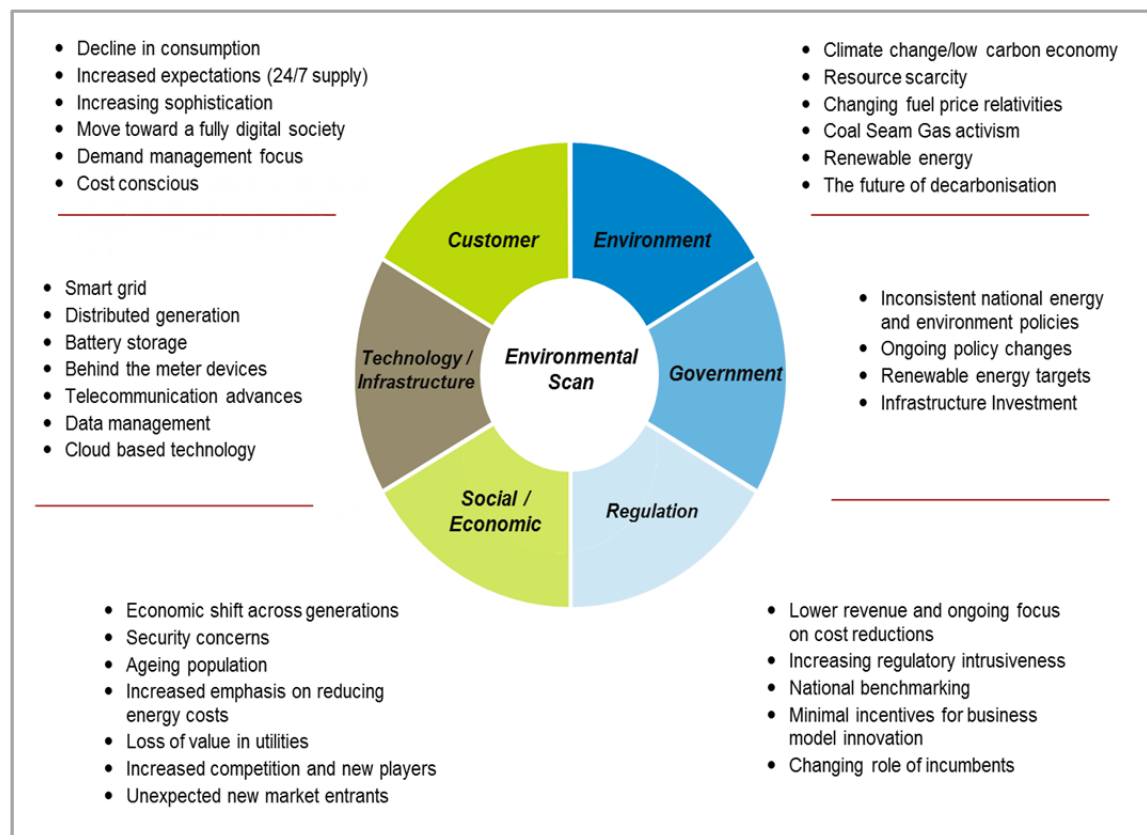 • Decline in consumption
• Increased expectations (24/7 supply)
• Increasing sophistication
• Move toward a fully digital society
• Demand management focus
• Cost conscious
• Climate change/low carbon economy
• Resource scarcity
• Changing fuel price relativities
• Coal Seam Gas activism
• Renewable energy
• The future of decarbonisation
Customer
Environment
• Smart grid
• Distributed generation
• Battery storage
• Behind the meter devices
• Telecommunication advances
• Data management
• Cloud based technology
Technology /
Infrastructure
Environmental
Scan
Government
• Inconsistent national energy
and environment policies
• Ongoing policy changes
• Renewable energy targets
• Infrastructure Investment
Social /
Economic
Regulation
• Economic shift across generations
• Security concerns
• Ageing population
• Increased emphasis on reducing
energy costs
• Loss of value in utilities
• Increased competition and new players
• Unexpected new market entrants
• Lower revenue and ongoing focus
on cost reductions
• Increasing regulatory intrusiveness
• National benchmarking
• Minimal incentives for business
model innovation
• Changing role of incumbents